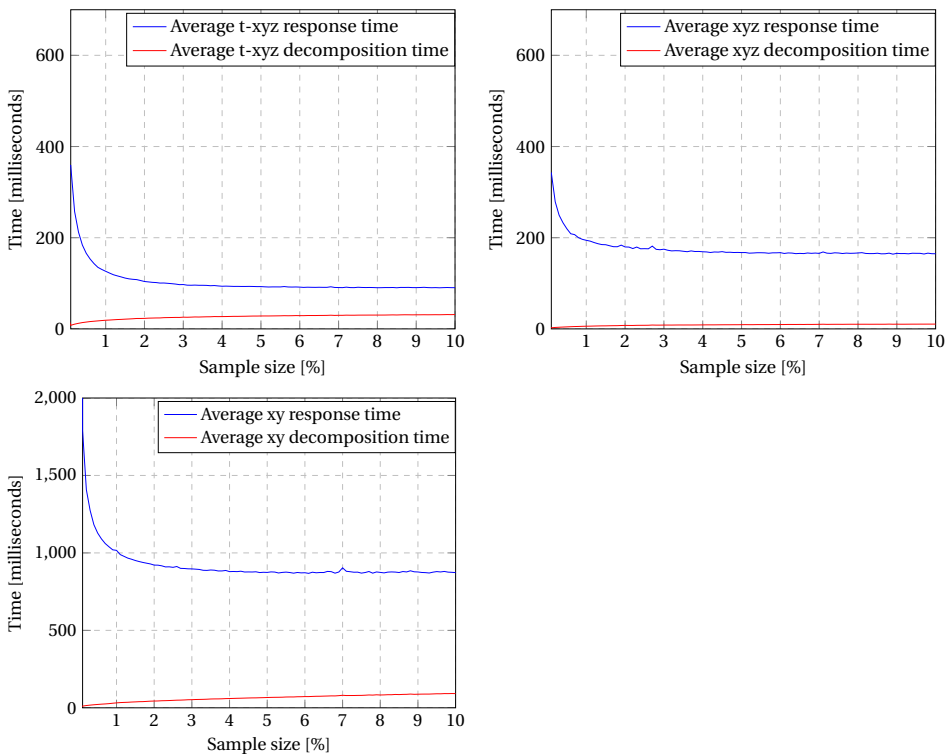 Average t-xyz response time
Average t-xyz decomposition time
600
400
200
0
1 2 3 4 5 6 7 8 9 10
Sample size [%]
Time [milliseconds]
Average xyz response time
Average xyz decomposition time
600
400
200
0
1 2 3 4 5 6 7 8 9 10
Sample size [%]
Time [milliseconds]
Average xy response time
Average xy decomposition time
2,000
1,500
1,000
500
0
1 2 3 4 5 6 7 8 9 10
Sample size [%]
Time [milliseconds]